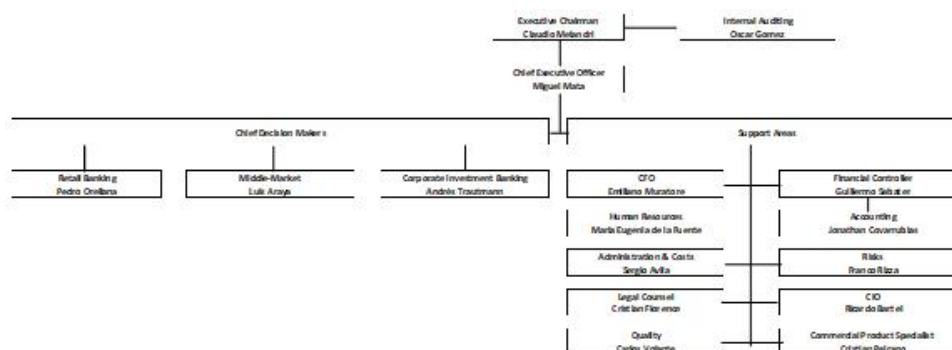 Executive Chairman
Claudio Melandri
Internal Auditing
Oscar Gomez
Chief Executive Officer
Miguel Mata
Chief Decision Makers
Support Areas
Retail Banking
Pedro Orellana
Middle-Market
Luis Araya
Corporate Investment Banking
Andrés Trautmann
CFO
Emiliano Muratore
Financial Controller
Guillermo Sabater
Human Resources
María Eugenia de la Fuente
Accounting
Jonathan Covarrubias
Administration & Costs
Sergio Avila
Risks
Franco Rizza
Legal Counsel
Cristian Florence
CIO
Ricardo Bartel
Quality
Carlos Volante
Commercial Product Specialist
Cristian